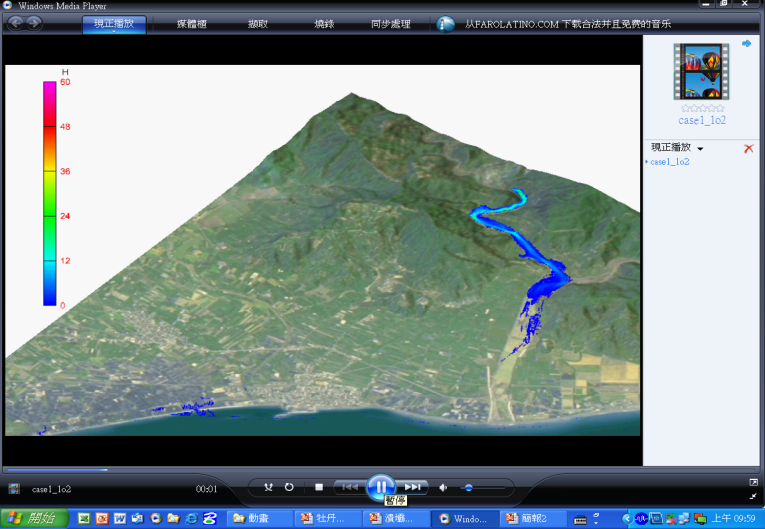 Windows Media Player
現正播放 媒體櫃 擷取 燒錄 同步處理 从FAROLATINO.COM 下载合法并且免费的音乐
H
60
48
36
24
12
0
case1_1o2
現正播放
case1_1o2
case1_1o2 00:01
暫停
開始 動畫 牡丹... 潰壩... Windo... 簡報2 上午 09:59